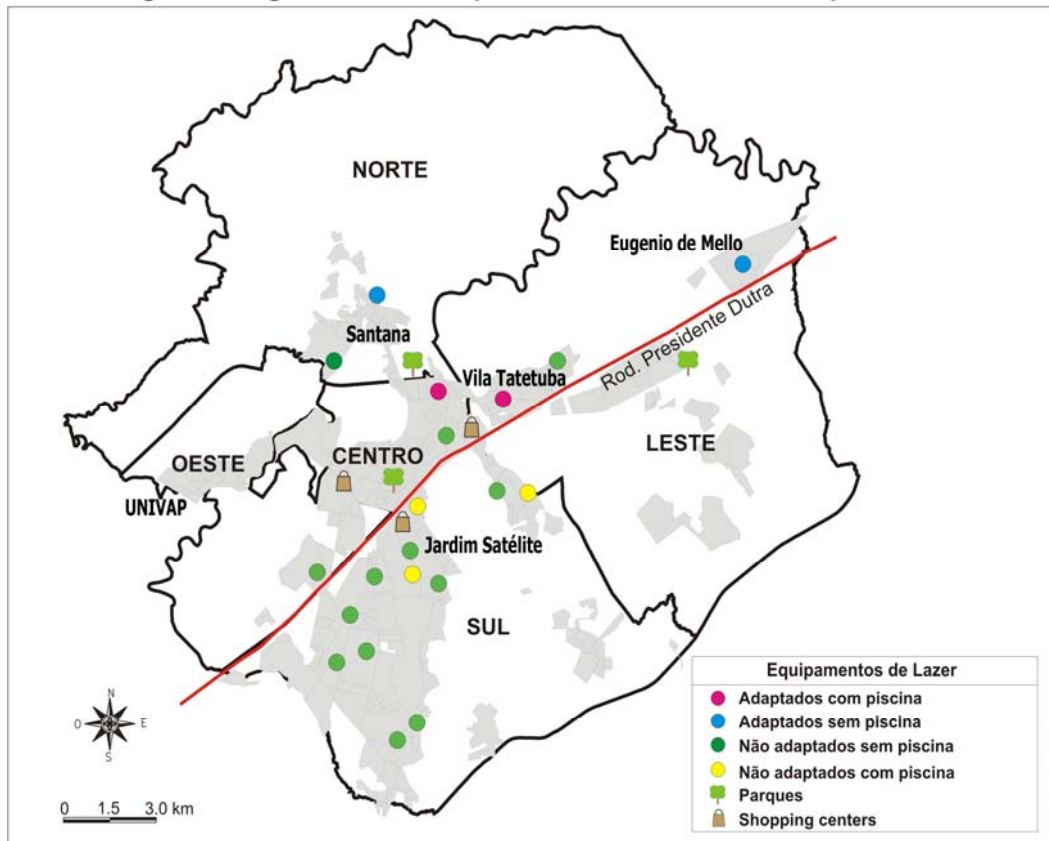 NORTE
Eugenio de Mello
Santana
Rod. Presidente Dutra
Vila Tatetuba
LESTE
CENTRO
OESTE
UNIVAP
Jardim Satélite
SUL
Equipamentos de Lazer
Adaptados com piscina
Adaptados sem piscina
Não adaptados sem piscina
Não adaptados com piscina
Parques
Shopping centers
N
O E
S
0 1.5 3.0 km